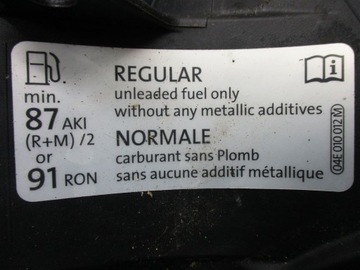 min.
87 AKI
(R+M)/2
or
91 RON
REGULAR
unleaded fuel only
without any metallic additives
NORMALE
carburant sans Plomb
sans aucune additif métallique
04E 010 012 M